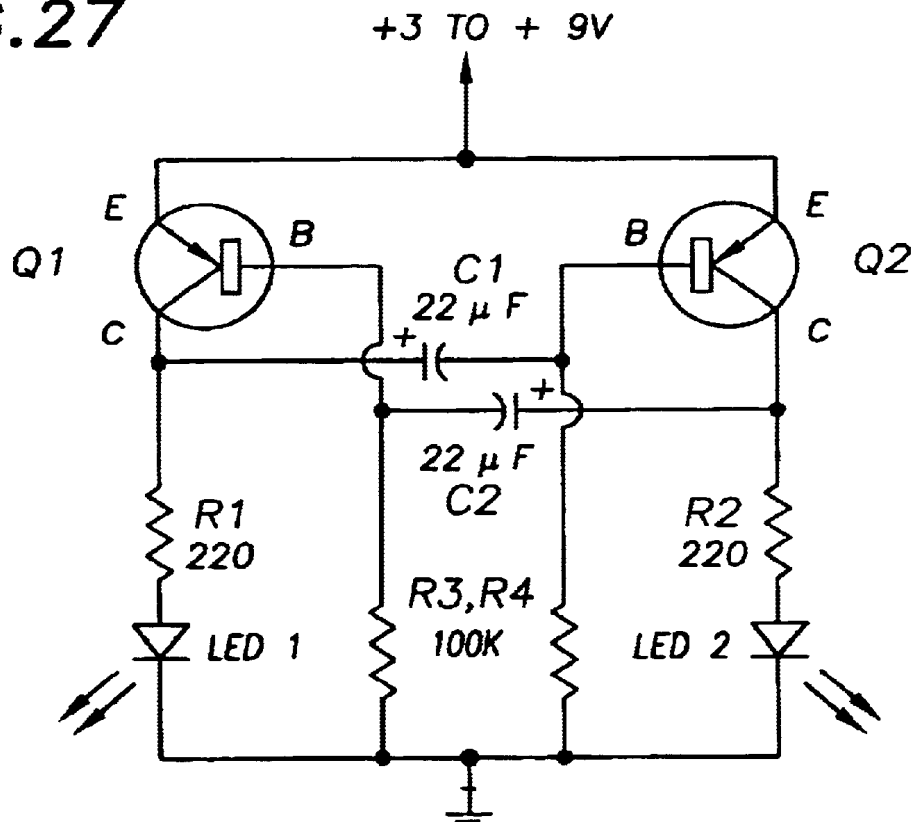 .27
+3 TO + 9V
E
E
B
B
Q1
Q2
C1
22 μ F
C
C
+
+
22 μ F
C2
R1
220
R2
220
R3,R4
100K
LED 1
LED 2